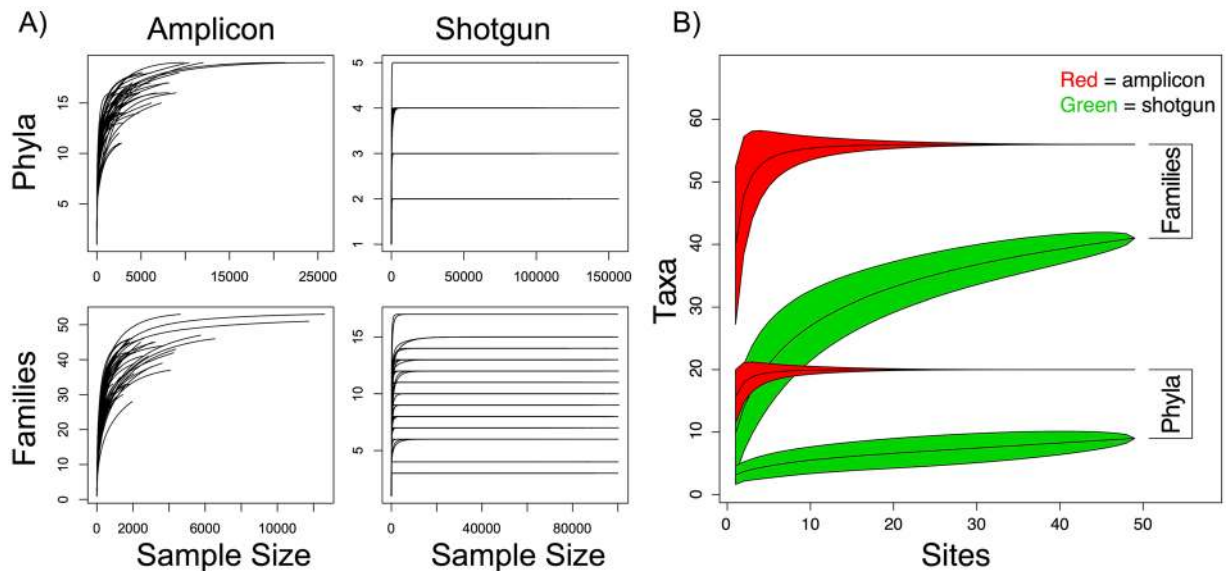 A)
Amplicon
Shotgun
Phyla
5 10 15
0 5000 15000 25000
1 2 3 4 5
0 50000 100000 150000
Families
0 10 20 30 40 50
0 2000 6000 10000
Sample Size
5 10 15
0 40000 80000
Sample Size
B)
Red = amplicon
Green = shotgun
Taxa
0 10 20 30 40 50 60
Families
Phyla
0 10 20 30 40 50
Sites